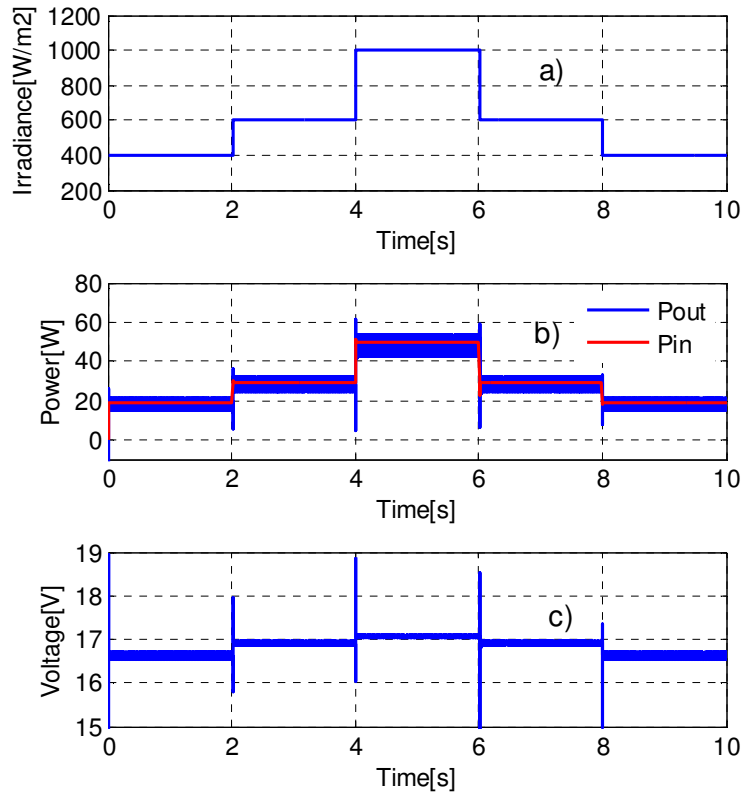 Irradiance[W/m2]
1200
1000
800
600
400
200
a)
0 2 4 6 8 10
Time[s]
Power[W]
80
60
40
20
0
b)
Pout
Pin
0 2 4 6 8 10
Time[s]
Voltage[V]
19
18
17
16
15
c)
0 2 4 6 8 10
Time[s]